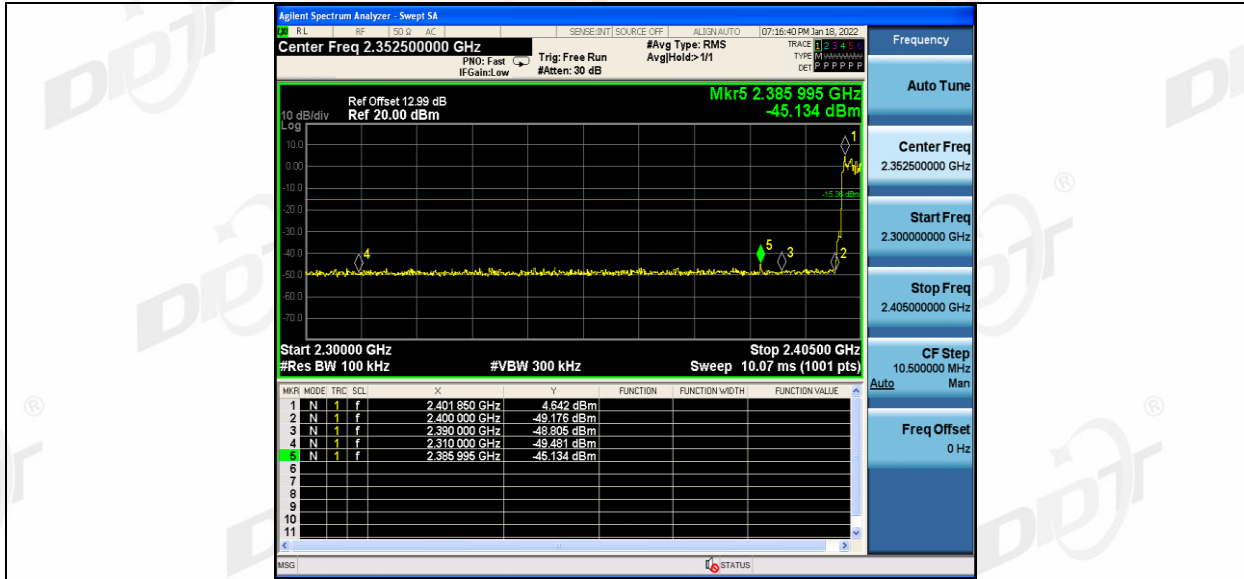 Agilent Spectrum Analyzer - Swept SA
RL RF 50 Ω AC SENSE:INT SOURCE OFF ALIGN AUTO 07:16:40 PM Jan 18, 2022
Center Freq 2.352500000 GHz
PNO: Fast
IFGain:Low
Trig: Free Run
#Atten: 30 dB
#Avg Type: RMS
Avg|Hold:>1/1
TRACE 1 2 3 4 5 6
TYPE M
DET P P P P P P
Frequency
Auto Tune
Center Freq
2.352500000 GHz
Start Freq
2.300000000 GHz
Stop Freq
2.405000000 GHz
CF Step
10.500000 MHz
Auto Man
Freq Offset
0 Hz
Mkr5 2.385 995 GHz
-45.134 dBm
Ref Offset 12.99 dB
10 dB/div Ref 20.00 dBm
Log
10.0
0.00
-10.0
-20.0
-30.0
-40.0
-50.0
-60.0
-70.0
1
-15.36 dBm
4
5
3
2
Start 2.30000 GHz Stop 2.40500 GHz
#Res BW 100 kHz #VBW 300 kHz Sweep 10.07 ms (1001 pts)
MKR MODE TRC SCL X Y FUNCTION FUNCTION WIDTH FUNCTION VALUE
1 N 1 f 2.401 850 GHz 4.642 dBm
2 N 1 f 2.400 000 GHz -49.176 dBm
3 N 1 f 2.390 000 GHz -48.805 dBm
4 N 1 f 2.310 000 GHz -49.481 dBm
5 N 1 f 2.385 995 GHz -45.134 dBm
6
7
8
9
10
11
MSG STATUS